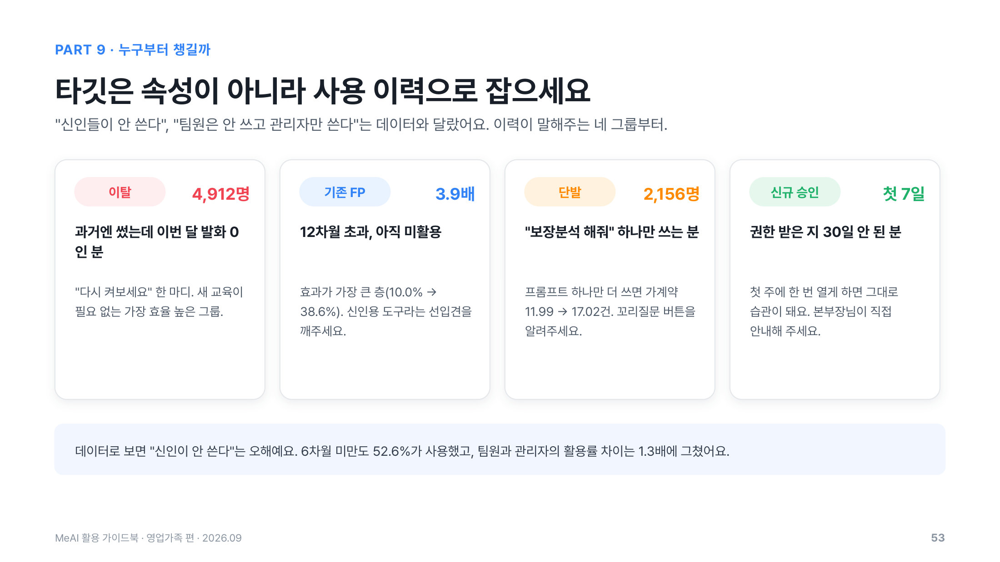 PART 9 · 누구부터 챙길까
타깃은 속성이 아니라 사용 이력으로 잡으세요
"신인들이 안 쓴다", "팀원은 안 쓰고 관리자만 쓴다"는 데이터와 달랐어요. 이력이 말해주는 네 그룹부터.
이탈
4,912명
과거엔 썼는데 이번 달 발화 0
인 분
"다시 켜보세요" 한 마디. 새 교육이
필요 없는 가장 효율 높은 그룹.
기존 FP
3.9배
12차월 초과, 아직 미활용
효과가 가장 큰 층(10.0% →
38.6%). 신인용 도구라는 선입견을
깨주세요.
단발
2,156명
"보장분석 해줘" 하나만 쓰는 분
프롬프트 하나만 더 쓰면 가계약
11.99 → 17.02건. 꼬리질문 버튼을
알려주세요.
신규 승인
첫 7일
권한 받은 지 30일 안 된 분
첫 주에 한 번 열게 하면 그대로
습관이 돼요. 본부장님이 직접
안내해 주세요.
데이터로 보면 "신인이 안 쓴다"는 오해예요. 6차월 미만도 52.6%가 사용했고, 팀원과 관리자의 활용률 차이는 1.3배에 그쳤어요.
MeAI 활용 가이드북 · 영업가족 편 · 2026.09
53